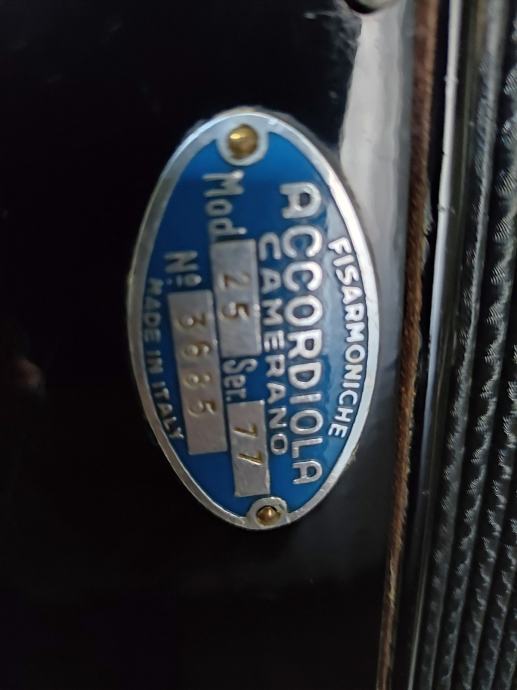 FISARMONICHE
ACCORDIOLA
CAMERANO
Mod. 25 Ser. 77
Nº 3685
MADE IN ITALY